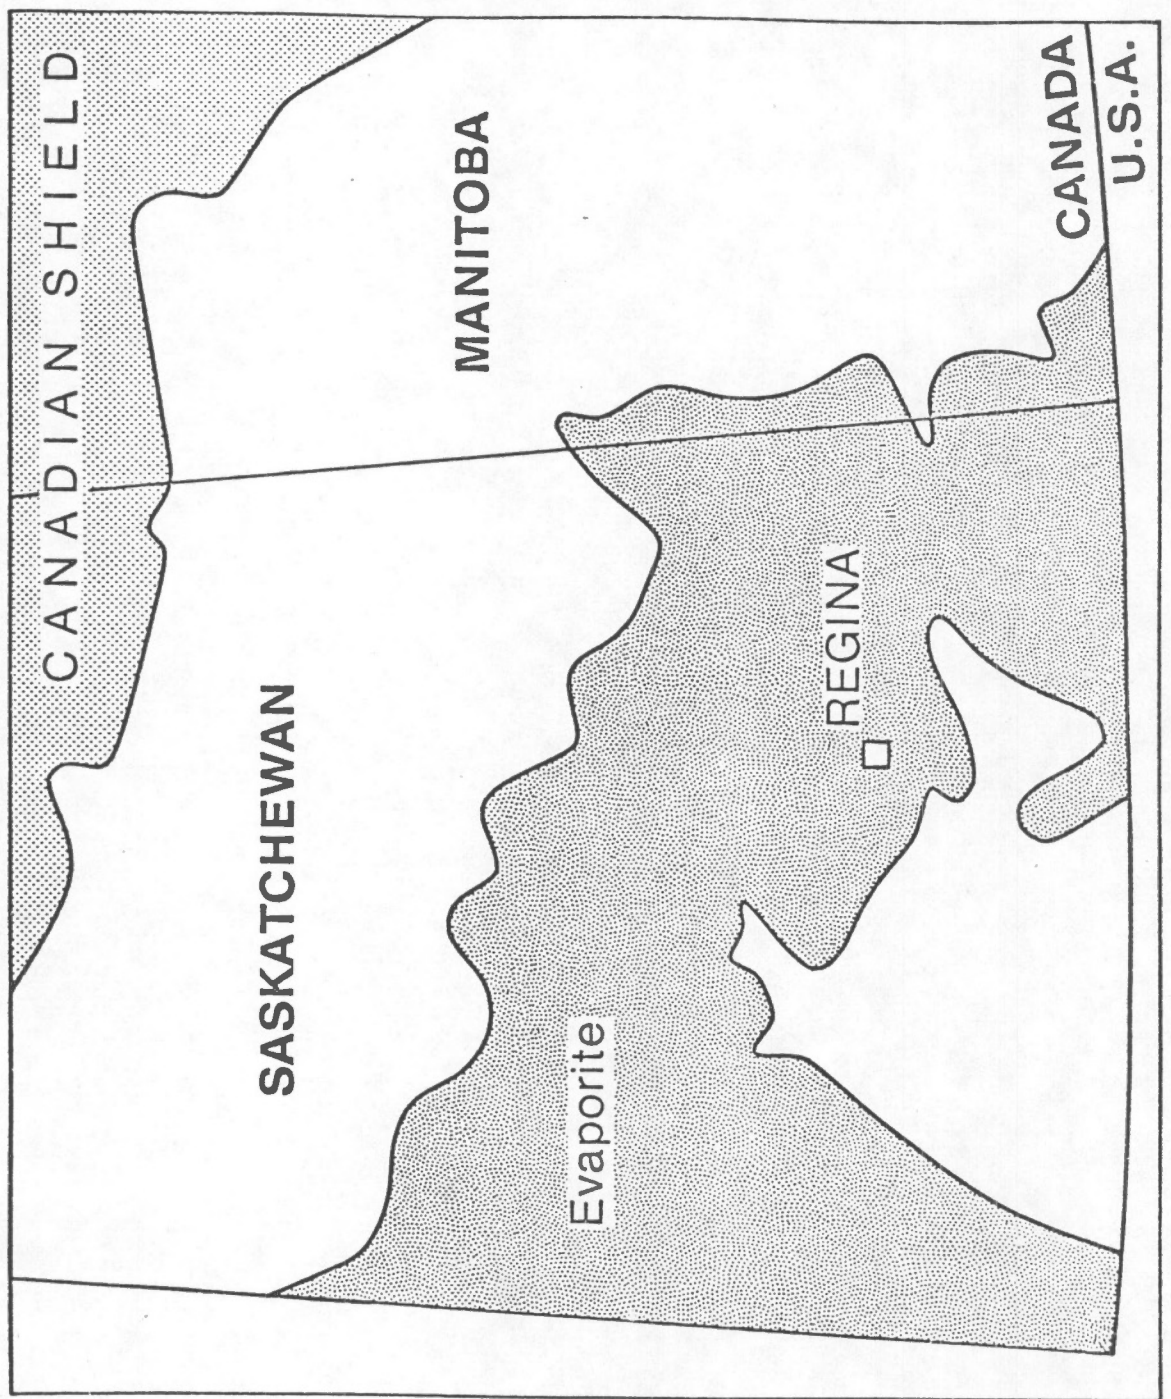 CANADIAN SHIELD
SASKATCHEWAN
MANITOBA
Evaporite
REGINA
CANADA
U.S.A.